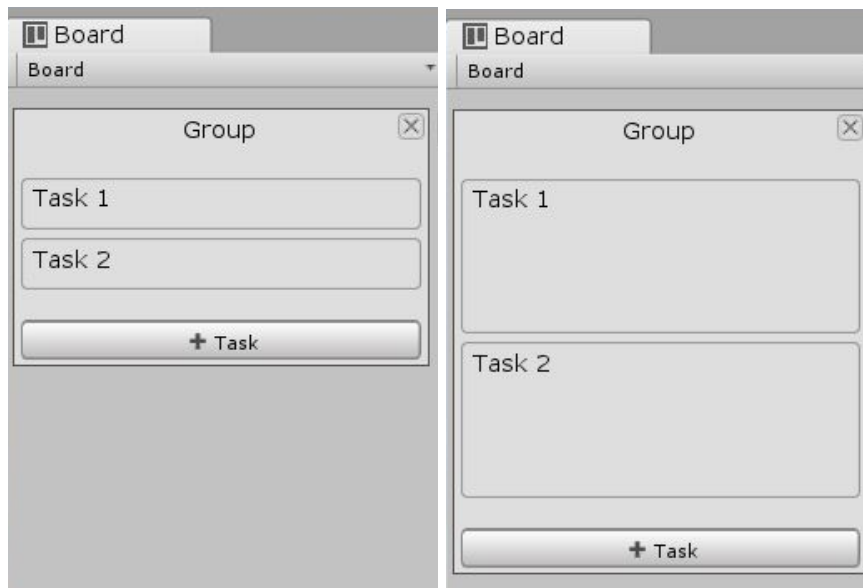 Board
Board
Group
Task 1
Task 2
+ Task
Board
Board
Group
Task 1
Task 2
+ Task